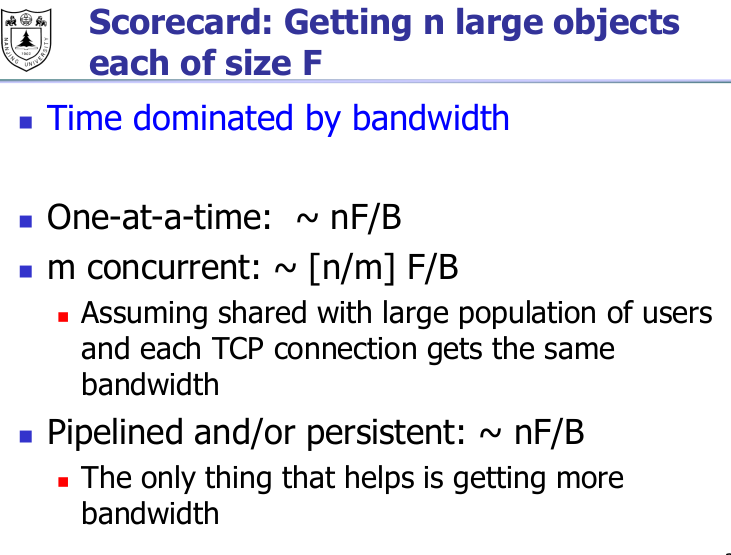 Scorecard: Getting n large objects
each of size F
NANJING UNIVERSITY
Time dominated by bandwidth
One-at-a-time: ~ nF/B
m concurrent: ~ [n/m] F/B
Assuming shared with large population of users
and each TCP connection gets the same
bandwidth
Pipelined and/or persistent: ~ nF/B
The only thing that helps is getting more
bandwidth